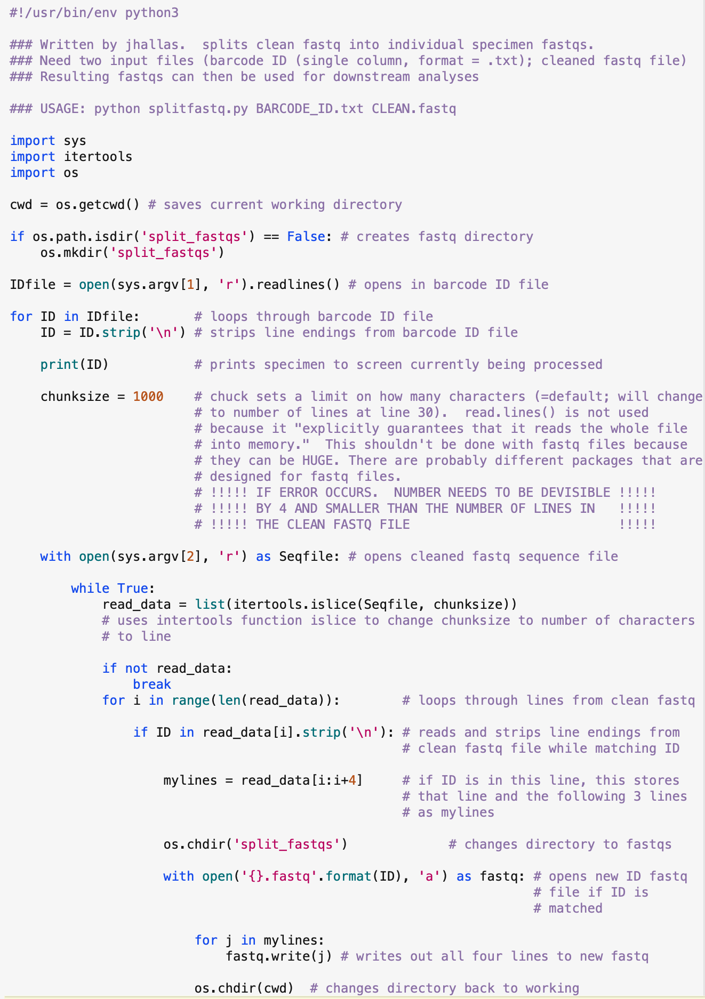 #!/usr/bin/env python3
### Written by jhallas.  splits clean fastq into individual specimen fastqs.
### Need two input files (barcode ID (single column, format = .txt); cleaned fastq file)
### Resulting fastqs can then be used for downstream analyses
### USAGE: python splitfastq.py BARCODE_ID.txt CLEAN.fastq
import sys
import itertools
import os
cwd = os.getcwd() # saves current working directory
if os.path.isdir('split_fastqs') == False: # creates fastq directory
    os.mkdir('split_fastqs')
IDfile = open(sys.argv[1], 'r').readlines() # opens in barcode ID file
for ID in IDfile:       # loops through barcode ID file
    ID = ID.strip('\n') # strips line endings from barcode ID file
    print(ID)           # prints specimen to screen currently being processed
    chunksize = 1000    # chuck sets a limit on how many characters (=default; will change
                        # to number of lines at line 30).  read.lines() is not used
                        # because it "explicitly guarantees that it reads the whole file
                        # into memory."  This shouldn't be done with fastq files because
                        # they can be HUGE. There are probably different packages that are
                        # designed for fastq files.
                        # !!!!! IF ERROR OCCURS.  NUMBER NEEDS TO BE DEVISIBLE !!!!!
                        # !!!!! BY 4 AND SMALLER THAN THE NUMBER OF LINES IN   !!!!!
                        # !!!!! THE CLEAN FASTQ FILE                           !!!!!
    with open(sys.argv[2], 'r') as Seqfile: # opens cleaned fastq sequence file
        while True:
            read_data = list(itertools.islice(Seqfile, chunksize))
            # uses intertools function islice to change chunksize to number of characters
            # to line
            if not read_data:
                break
            for i in range(len(read_data)):        # loops through lines from clean fastq
                if ID in read_data[i].strip('\n'): # reads and strips line endings from
                                                   # clean fastq file while matching ID
                    mylines = read_data[i:i+4]     # if ID is in this line, this stores
                                                   # that line and the following 3 lines
                                                   # as mylines
                    os.chdir('split_fastqs')             # changes directory to fastqs
                    with open('{}.fastq'.format(ID), 'a') as fastq: # opens new ID fastq
                                                                    # file if ID is
                                                                    # matched
                        for j in mylines:
                            fastq.write(j) # writes out all four lines to new fastq
                        os.chdir(cwd)  # changes directory back to working